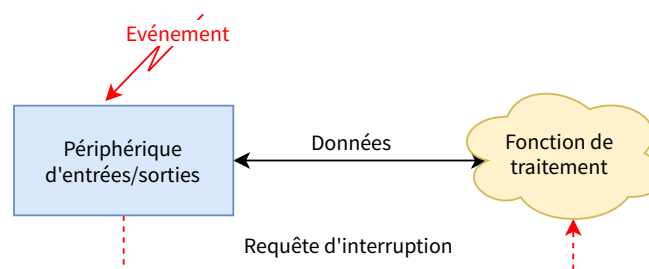 Evénement
Périphérique
d'entrées/sorties
Données
Fonction de
traitement
Requête d'interruption